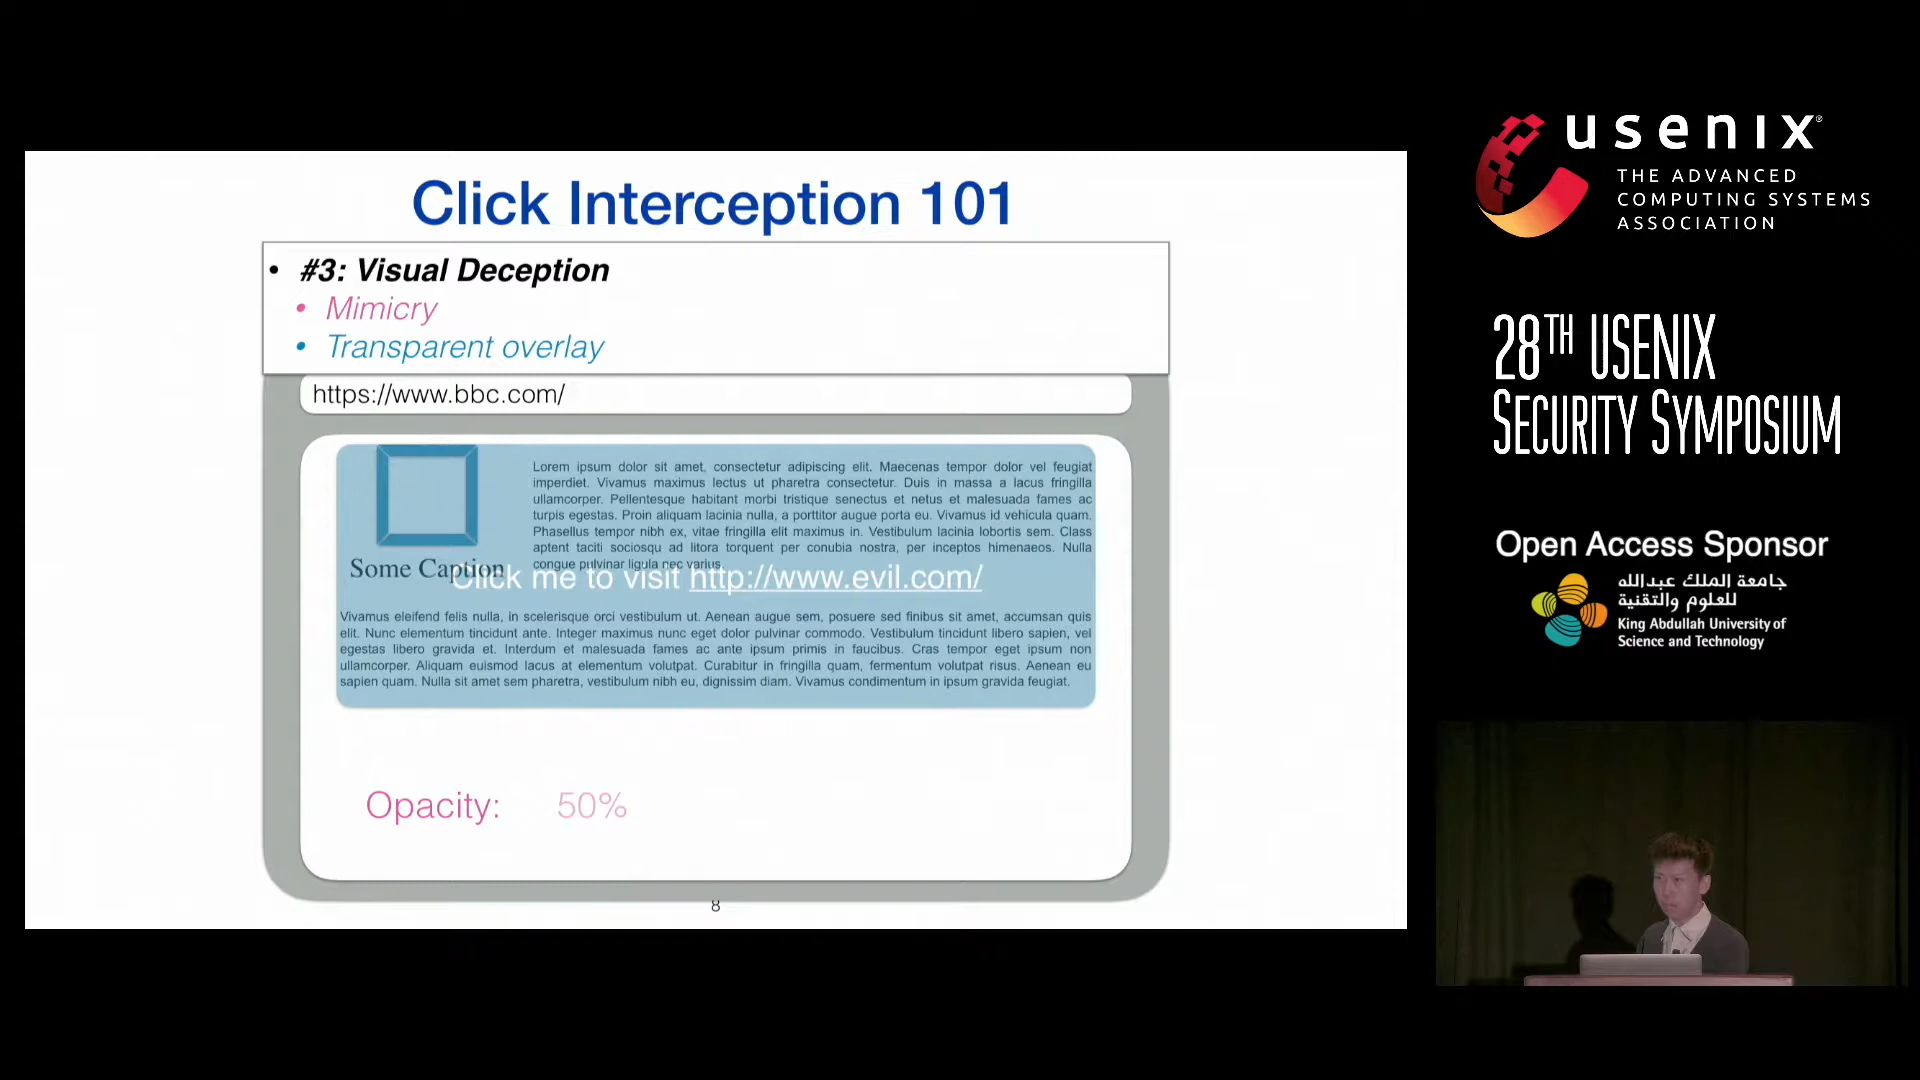 Click Interception 101
• #3: Visual Deception
• Mimicry
• Transparent overlay
https://www.bbc.com/
Lorem ipsum dolor sit amet, consectetur adipiscing elit. Maecenas tempor dolor vel feugiat
imperdiet. Vivamus maximus lectus ut pharetra consectetur. Duis in massa a lacus fringilla
ullamcorper. Pellentesque habitant morbi tristique senectus et netus et malesuada fames ac
turpis egestas. Proin aliquam lacinia nulla, a porttitor augue porta eu. Vivamus id vehicula quam.
Phasellus tempor nibh ex, vitae fringilla elit maximus in. Vestibulum lacinia lobortis sem. Class
aptent taciti sociosqu ad litora torquent per conubia nostra, per inceptos himenaeos. Nulla
congue pulvinar ligula nec varius.
Some Caption
Click me to visit http://www.evil.com/
Vivamus eleifend felis nulla, in scelerisque orci vestibulum ut. Aenean augue sem, posuere sed finibus sit amet, accumsan quis
elit. Nunc elementum tincidunt ante. Integer maximus nunc eget dolor pulvinar commodo. Vestibulum tincidunt libero sapien, vel
egestas libero gravida et. Interdum et malesuada fames ac ante ipsum primis in faucibus. Cras tempor eget ipsum non
ullamcorper. Aliquam euismod lacus at elementum volutpat. Curabitur in fringilla quam, fermentum volutpat risus. Aenean eu
sapien quam. Nulla sit amet sem pharetra, vestibulum nibh eu, dignissim diam. Vivamus condimentum in ipsum gravida feugiat.
Opacity: 50%
8
usenix®
THE ADVANCED
COMPUTING SYSTEMS
ASSOCIATION
28TH USENIX
SECURITY SYMPOSIUM
Open Access Sponsor
جامعة الملك عبدالله
للعلوم والتقنية
King Abdullah University of
Science and Technology